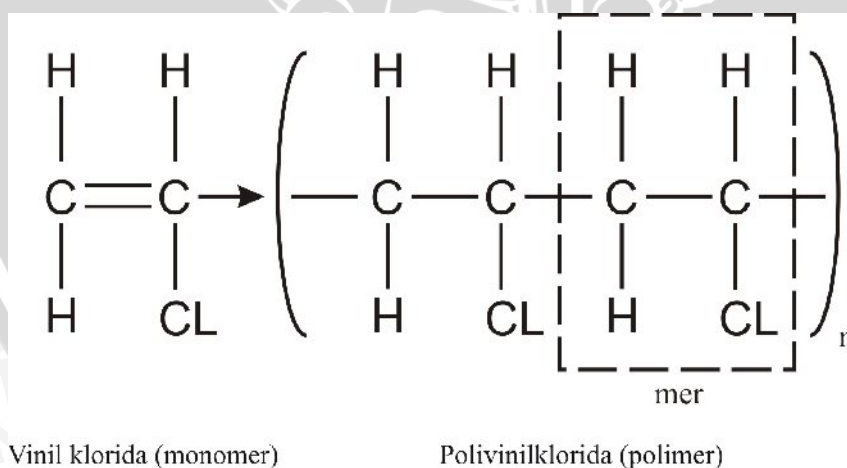 H H H H H H
C C C C C C
H CL H CL H CL
mer
Vinil klorida (monomer) Polivinilklorida (polimer)